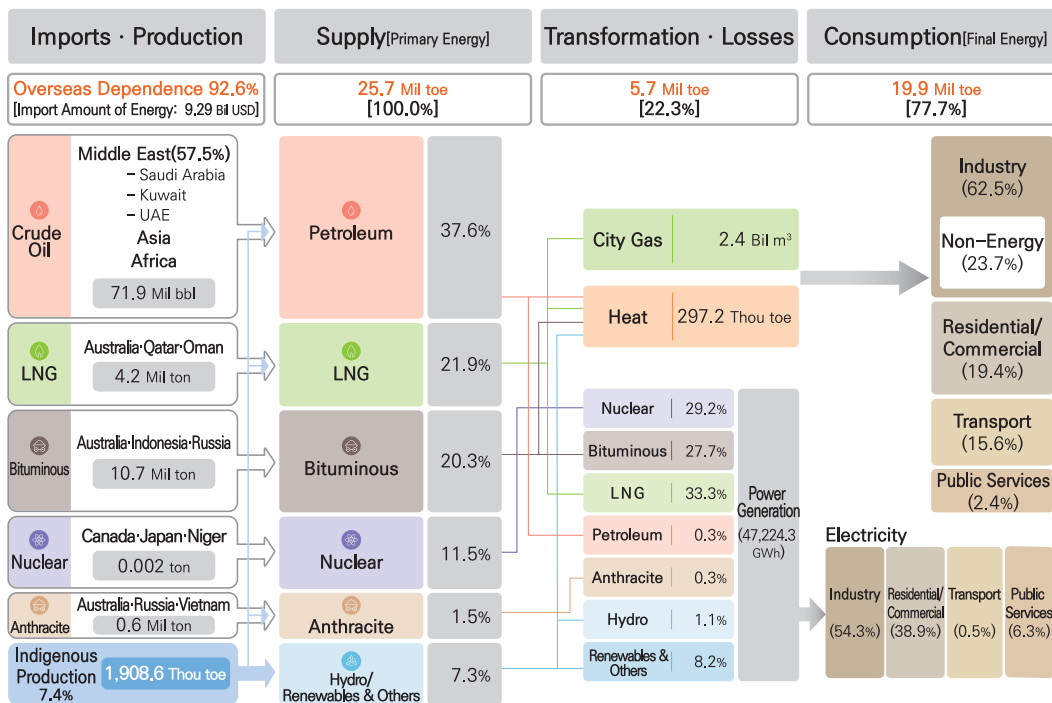 Imports · Production
Supply[Primary Energy]
Transformation · Losses
Consumption[Final Energy]
Overseas Dependence 92.6%
[Import Amount of Energy: 9.29 Bil USD]
25.7 Mil toe
[100.0%]
5.7 Mil toe
[22.3%]
19.9 Mil toe
[77.7%]
Crude
Oil
Middle East(57.5%)
– Saudi Arabia
– Kuwait
– UAE
Asia
Africa
71.9 Mil bbl
LNG
Australia·Qatar·Oman
4.2 Mil ton
Bituminous
Australia·Indonesia·Russia
10.7 Mil ton
Nuclear
Canada·Japan·Niger
0.002 ton
Anthracite
Australia·Russia·Vietnam
0.6 Mil ton
Indigenous
Production
7.4%
1,908.6 Thou toe
Petroleum
37.6%
LNG
21.9%
Bituminous
20.3%
Nuclear
11.5%
Anthracite
1.5%
Hydro/
Renewables & Others
7.3%
City Gas
2.4 Bil m³
Heat
297.2 Thou toe
Nuclear
29.2%
Bituminous
27.7%
LNG
33.3%
Petroleum
0.3%
Anthracite
0.3%
Hydro
1.1%
Renewables &
Others
8.2%
Power
Generation
(47,224.3
GWh)
Industry
(62.5%)
Non-Energy
(23.7%)
Residential/
Commercial
(19.4%)
Transport
(15.6%)
Public Services
(2.4%)
Electricity
Industry
(54.3%)
Residential/
Commercial
(38.9%)
Transport
(0.5%)
Public
Services
(6.3%)